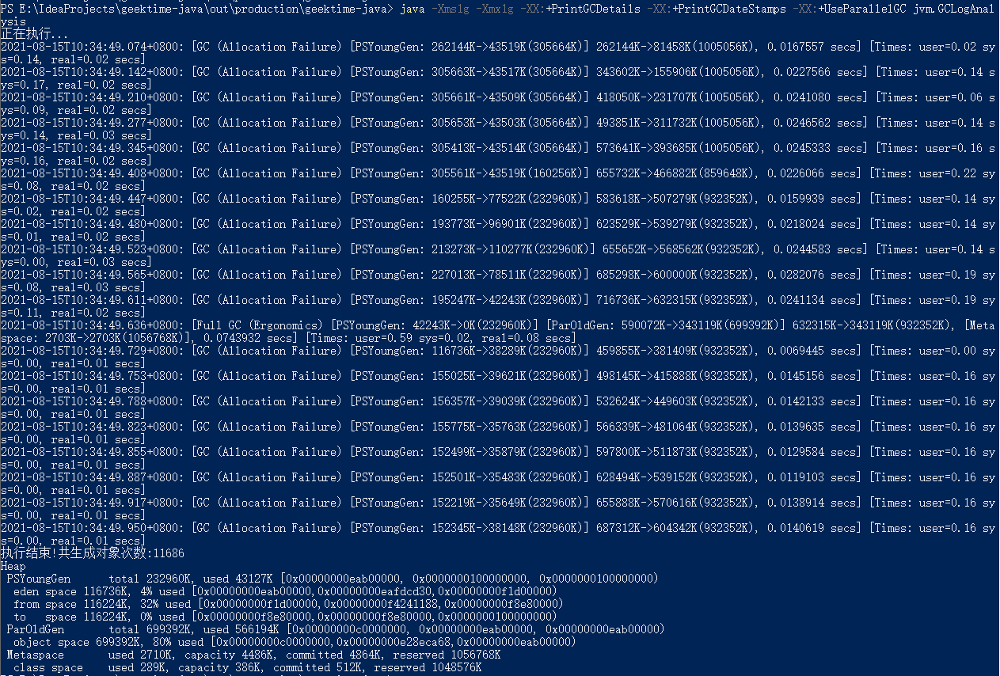 PS E:\IdeaProjects\geektime-java\out\production\geektime-java> java -Xms1g -Xmx1g -XX:+PrintGCDetails -XX:+PrintGCDateStamps -XX:+UseParallelGC jvm.GCLogAnal
ysis
正在执行...
2021-08-15T10:34:49.074+0800: [GC (Allocation Failure) [PSYoungGen: 262144K->43519K(305664K)] 262144K->81458K(1005056K), 0.0167557 secs] [Times: user=0.02 sy
s=0.14, real=0.02 secs]
2021-08-15T10:34:49.142+0800: [GC (Allocation Failure) [PSYoungGen: 305663K->43517K(305664K)] 343602K->155906K(1005056K), 0.0227566 secs] [Times: user=0.14 s
ys=0.17, real=0.02 secs]
2021-08-15T10:34:49.210+0800: [GC (Allocation Failure) [PSYoungGen: 305661K->43509K(305664K)] 418050K->231707K(1005056K), 0.0241080 secs] [Times: user=0.06 s
ys=0.09, real=0.02 secs]
2021-08-15T10:34:49.277+0800: [GC (Allocation Failure) [PSYoungGen: 305653K->43503K(305664K)] 493851K->311732K(1005056K), 0.0246562 secs] [Times: user=0.14 s
ys=0.14, real=0.03 secs]
2021-08-15T10:34:49.345+0800: [GC (Allocation Failure) [PSYoungGen: 305413K->43514K(305664K)] 573641K->393685K(1005056K), 0.0245333 secs] [Times: user=0.16 s
ys=0.16, real=0.02 secs]
2021-08-15T10:34:49.408+0800: [GC (Allocation Failure) [PSYoungGen: 305561K->43519K(160256K)] 655732K->466882K(859648K), 0.0226066 secs] [Times: user=0.22 sy
s=0.08, real=0.02 secs]
2021-08-15T10:34:49.447+0800: [GC (Allocation Failure) [PSYoungGen: 160255K->77522K(232960K)] 583618K->507279K(932352K), 0.0159939 secs] [Times: user=0.14 sy
s=0.02, real=0.02 secs]
2021-08-15T10:34:49.480+0800: [GC (Allocation Failure) [PSYoungGen: 193773K->96901K(232960K)] 623529K->539279K(932352K), 0.0218024 secs] [Times: user=0.14 sy
s=0.01, real=0.02 secs]
2021-08-15T10:34:49.523+0800: [GC (Allocation Failure) [PSYoungGen: 213273K->110277K(232960K)] 655652K->568562K(932352K), 0.0244583 secs] [Times: user=0.14 s
ys=0.00, real=0.03 secs]
2021-08-15T10:34:49.565+0800: [GC (Allocation Failure) [PSYoungGen: 227013K->78511K(232960K)] 685298K->600000K(932352K), 0.0282076 secs] [Times: user=0.19 sy
s=0.08, real=0.03 secs]
2021-08-15T10:34:49.611+0800: [GC (Allocation Failure) [PSYoungGen: 195247K->42243K(232960K)] 716736K->632315K(932352K), 0.0241134 secs] [Times: user=0.19 sy
s=0.11, real=0.02 secs]
2021-08-15T10:34:49.636+0800: [Full GC (Ergonomics) [PSYoungGen: 42243K->0K(232960K)] [ParOldGen: 590072K->343119K(699392K)] 632315K->343119K(932352K), [Meta
space: 2703K->2703K(1056768K)], 0.0743932 secs] [Times: user=0.59 sys=0.02, real=0.08 secs]
2021-08-15T10:34:49.729+0800: [GC (Allocation Failure) [PSYoungGen: 116736K->38289K(232960K)] 459855K->381409K(932352K), 0.0069445 secs] [Times: user=0.00 sy
s=0.00, real=0.01 secs]
2021-08-15T10:34:49.753+0800: [GC (Allocation Failure) [PSYoungGen: 155025K->39621K(232960K)] 498145K->415888K(932352K), 0.0145156 secs] [Times: user=0.16 sy
s=0.00, real=0.01 secs]
2021-08-15T10:34:49.788+0800: [GC (Allocation Failure) [PSYoungGen: 156357K->39039K(232960K)] 532624K->449603K(932352K), 0.0142133 secs] [Times: user=0.16 sy
s=0.00, real=0.01 secs]
2021-08-15T10:34:49.823+0800: [GC (Allocation Failure) [PSYoungGen: 155775K->35763K(232960K)] 566339K->481064K(932352K), 0.0139635 secs] [Times: user=0.16 sy
s=0.00, real=0.01 secs]
2021-08-15T10:34:49.855+0800: [GC (Allocation Failure) [PSYoungGen: 152499K->35879K(232960K)] 597800K->511873K(932352K), 0.0129584 secs] [Times: user=0.16 sy
s=0.00, real=0.01 secs]
2021-08-15T10:34:49.887+0800: [GC (Allocation Failure) [PSYoungGen: 152501K->35483K(232960K)] 628494K->539152K(932352K), 0.0119103 secs] [Times: user=0.16 sy
s=0.00, real=0.01 secs]
2021-08-15T10:34:49.917+0800: [GC (Allocation Failure) [PSYoungGen: 152219K->35649K(232960K)] 655888K->570616K(932352K), 0.0138914 secs] [Times: user=0.16 sy
s=0.00, real=0.01 secs]
2021-08-15T10:34:49.950+0800: [GC (Allocation Failure) [PSYoungGen: 152345K->38148K(232960K)] 687312K->604342K(932352K), 0.0140619 secs] [Times: user=0.16 sy
s=0.00, real=0.01 secs]
执行结束!共生成对象次数:11686
Heap
 PSYoungGen      total 232960K, used 43127K [0x00000000eab00000, 0x0000000100000000, 0x0000000100000000)
  eden space 116736K, 4% used [0x00000000eab00000,0x00000000eafdcd30,0x00000000f1d00000)
  from space 116224K, 32% used [0x00000000f1d00000,0x00000000f4241188,0x00000000f8e80000)
  to   space 116224K, 0% used [0x00000000f8e80000,0x00000000f8e80000,0x0000000100000000)
 ParOldGen       total 699392K, used 566194K [0x00000000c0000000, 0x00000000eab00000, 0x00000000eab00000)
  object space 699392K, 80% used [0x00000000c0000000,0x00000000e28eca68,0x00000000eab00000)
 Metaspace       used 2710K, capacity 4486K, committed 4864K, reserved 1056768K
  class space    used 289K, capacity 386K, committed 512K, reserved 1048576K